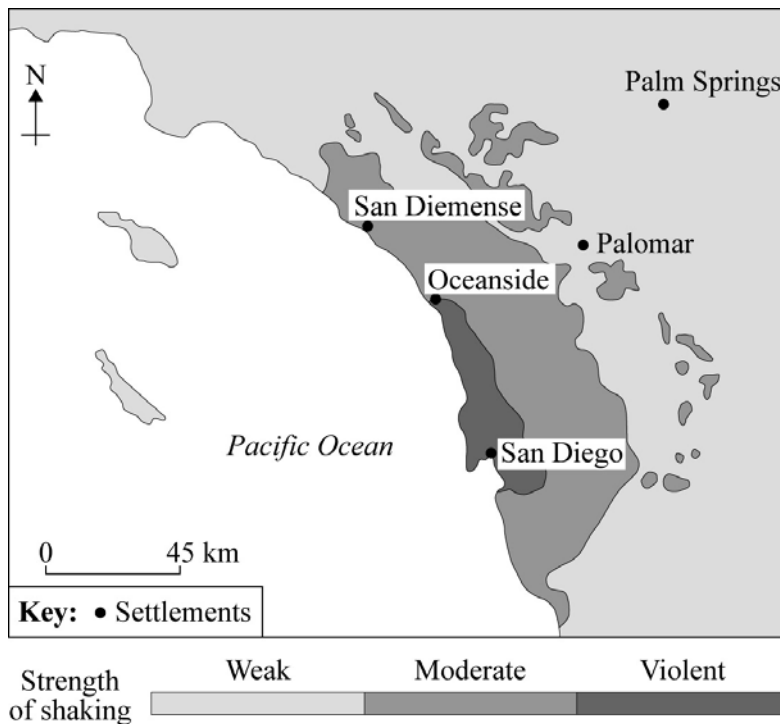 N
Palm Springs
San Diemense
Palomar
Oceanside
Pacific Ocean
San Diego
0 45 km
Key: • Settlements
Weak Moderate Violent
Strength
of shaking